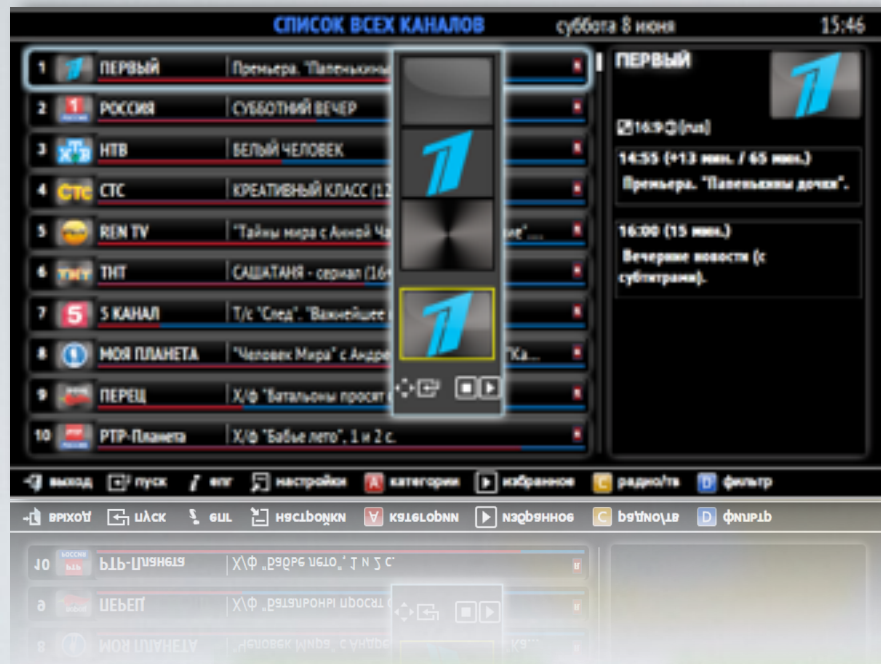 СПИСОК ВСЕХ КАНАЛОВ суббота 8 июня 15:46
1 ПЕРВЫЙ Премьера. "Папенькины
2 РОССИЯ СУББОТНИЙ ВЕЧЕР
3 НТВ БЕЛЫЙ ЧЕЛОВЕК
4 СТС СТС КРЕАТИВНЫЙ КЛАСС (12
5 REN TV "Тайны мира с Анной Ча ие"....
6 ТНТ ТНТ САШАТАНЯ - сериал (16+
7 5 5 КАНАЛ Т/с "След". "Важнейшее
8 МОЯ ПЛАНЕТА "Человек Мира" с Андре "Ка...
9 ПЕРЕЦ Х/ф "Батальоны просят
10 РТР-Планета Х/ф "Бабье лето", 1 и 2 с.
ПЕРВЫЙ
16:9 (rus)
14:55 (+13 мин. / 65 мин.)
Премьера. "Папенькины дочки".
16:00 (15 мин.)
Вечерние новости (с
субтитрами).
выход пуск i епг настройки A категории избранное C радио/тв D фильтр